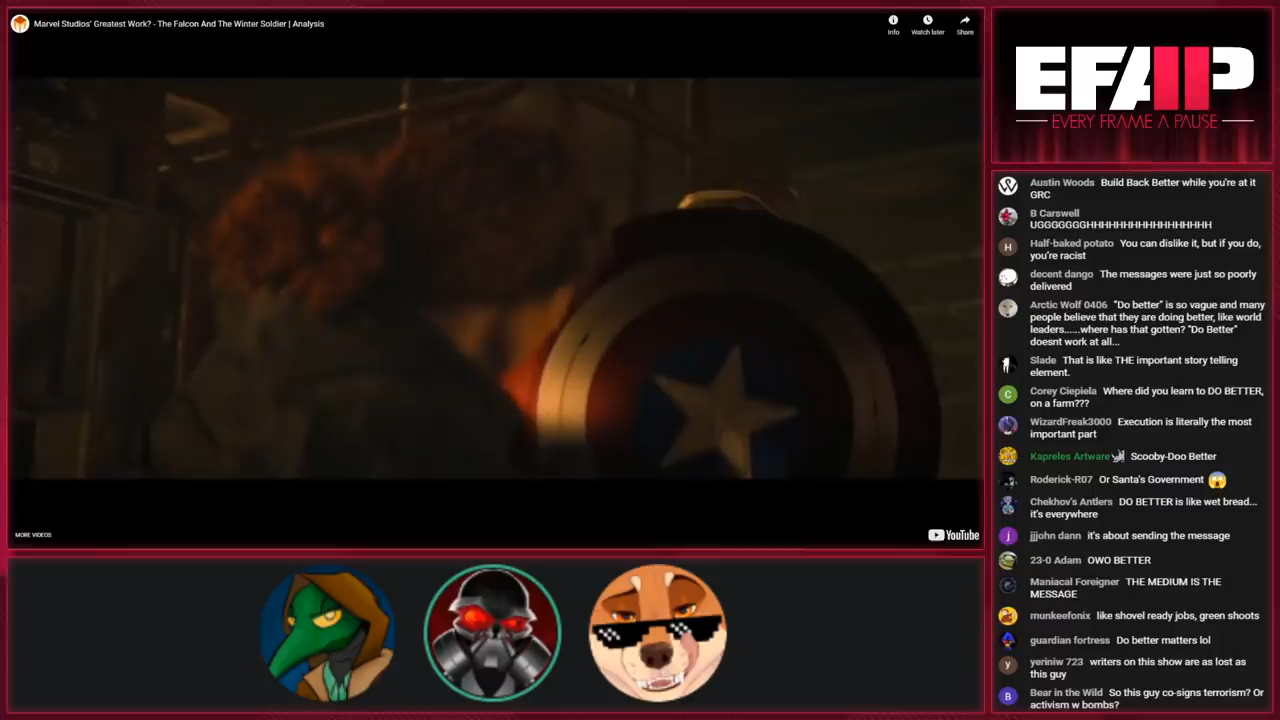 Marvel Studios' Greatest Work? - The Falcon And The Winter Soldier | Analysis
Info
Watch later
Share
MORE VIDEOS
YouTube
EFAP
EVERY FRAME A PAUSE
Austin Woods Build Back Better while you're at it
GRC
B Carswell
UGGGGGGGHHHHHHHHHHHHHHHHH
Half-baked potato You can dislike it, but if you do,
you're racist
decent dango The messages were just so poorly
delivered
Arctic Wolf 0406 "Do better" is so vague and many
people believe that they are doing better, like world
leaders......where has that gotten? "Do Better"
doesnt work at all...
Slade That is like THE important story telling
element.
Corey Ciepiela Where did you learn to DO BETTER,
on a farm???
WizardFreak3000 Execution is literally the most
important part
Kapreles Artware Scooby-Doo Better
Roderick-R07 Or Santa's Government
Chekhov's Antlers DO BETTER is like wet bread...
it's everywhere
jjjohn dann it's about sending the message
23-0 Adam OWO BETTER
Maniacal Foreigner THE MEDIUM IS THE
MESSAGE
munkeefonix like shovel ready jobs, green shoots
guardian fortress Do better matters lol
yeriniw 723 writers on this show are as lost as
this guy
Bear in the Wild So this guy co-signs terrorism? Or
activism w bombs?